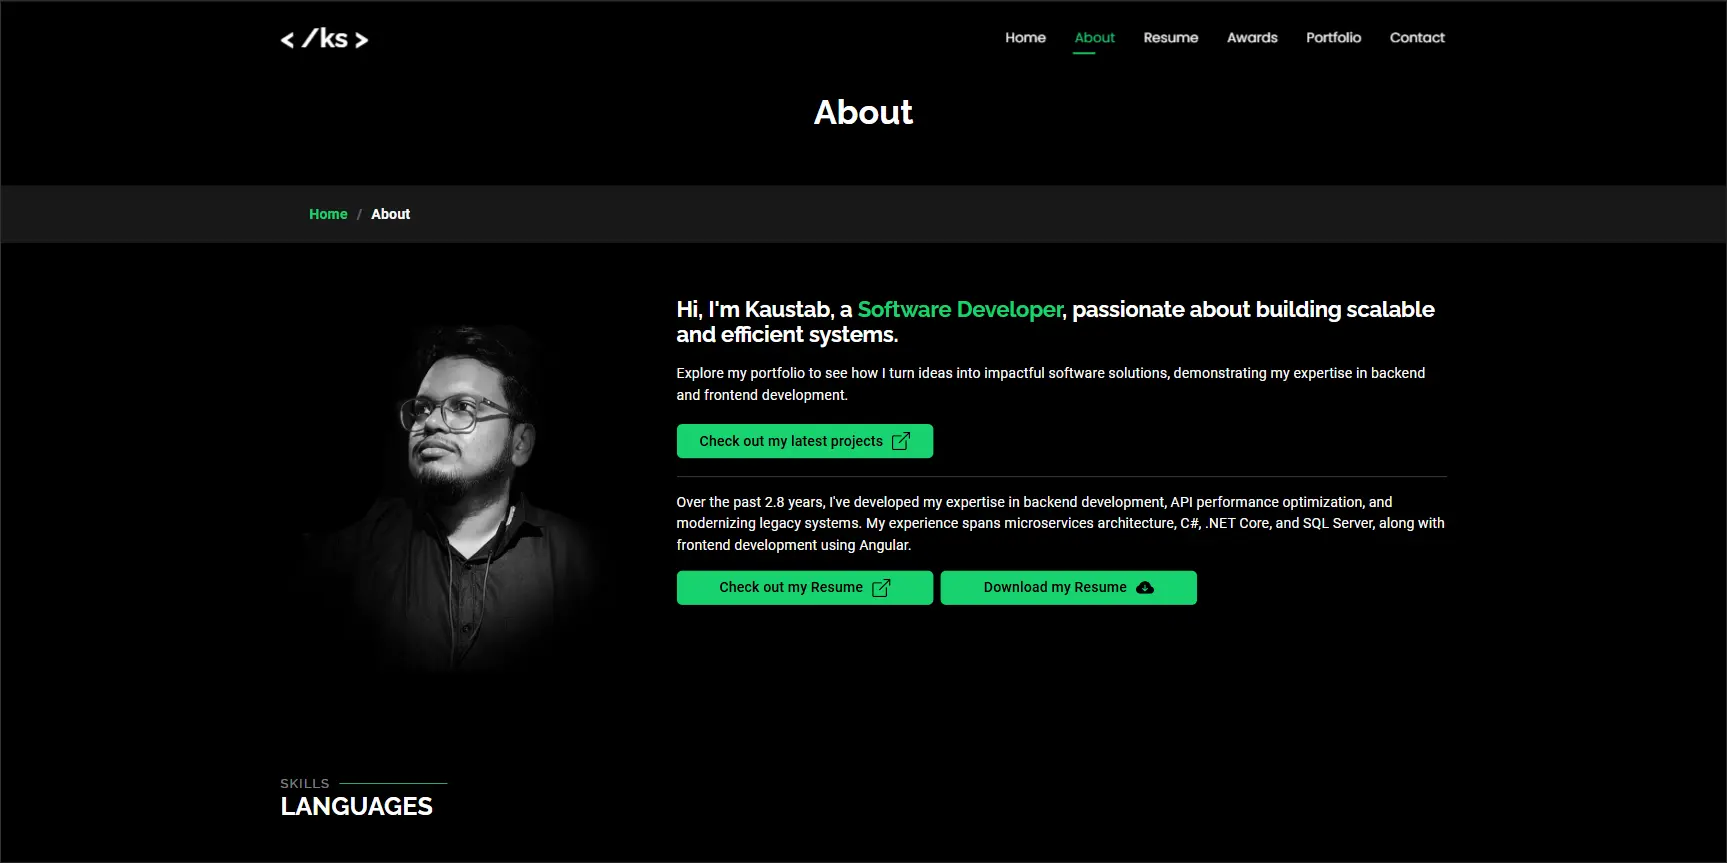 < /ks >
Home About Resume Awards Portfolio Contact
About
Home / About
Hi, I'm Kaustab, a Software Developer, passionate about building scalable
and efficient systems.
Explore my portfolio to see how I turn ideas into impactful software solutions, demonstrating my expertise in backend
and frontend development.
Check out my latest projects
Over the past 2.8 years, I've developed my expertise in backend development, API performance optimization, and
modernizing legacy systems. My experience spans microservices architecture, C#, .NET Core, and SQL Server, along with
frontend development using Angular.
Check out my Resume Download my Resume
SKILLS
LANGUAGES